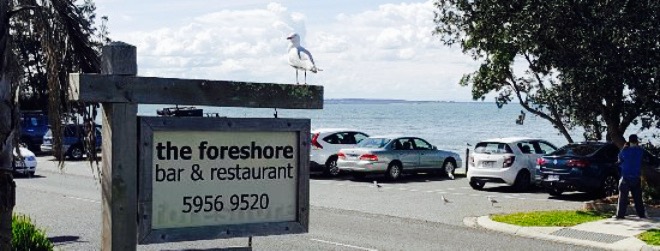 the foreshore
bar & restaurant
5956 9520